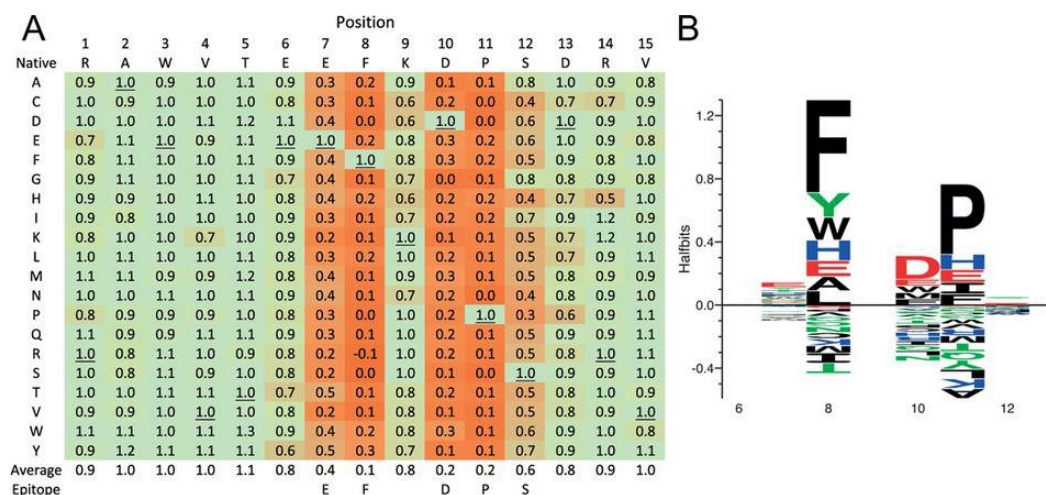 A
Position
1 2 3 4 5 6 7 8 9 10 11 12 13 14 15
Native R A W V T E E F K D P S D R V
A 0.9 1.0 0.9 1.0 1.1 0.9 0.3 0.2 0.9 0.1 0.1 0.8 1.0 0.9 0.8
C 1.0 0.9 1.0 1.0 1.0 0.8 0.3 0.1 0.6 0.2 0.0 0.4 0.7 0.7 0.9
D 1.0 1.0 1.0 1.1 1.2 1.1 0.4 0.0 0.6 1.0 0.0 0.6 1.0 0.9 1.0
E 0.7 1.1 1.0 0.9 1.1 1.0 1.0 0.2 0.8 0.3 0.2 0.6 1.0 0.9 0.8
F 0.8 1.1 1.0 1.0 1.1 0.9 0.4 1.0 0.8 0.3 0.2 0.5 0.9 0.8 1.0
G 0.9 1.1 1.0 1.0 1.1 0.7 0.4 0.1 0.7 0.0 0.1 0.8 0.8 0.9 0.8
H 0.9 0.9 1.0 1.1 1.0 0.8 0.4 0.2 0.6 0.2 0.2 0.4 0.7 0.5 1.0
I 0.9 0.8 1.0 1.0 1.0 0.9 0.3 0.1 0.7 0.2 0.2 0.7 0.9 1.2 0.9
K 0.8 1.0 1.0 0.7 1.0 0.9 0.2 0.1 1.0 0.1 0.1 0.5 0.7 1.2 1.0
L 1.0 1.1 1.0 1.0 1.1 0.8 0.3 0.2 1.0 0.2 0.1 0.5 0.7 0.9 1.1
M 1.1 1.1 0.9 0.9 1.2 0.8 0.4 0.1 0.9 0.3 0.2 0.5 0.8 0.9 0.9
N 1.0 1.0 1.1 1.0 1.1 0.9 0.4 0.1 0.7 0.2 0.0 0.4 0.8 0.9 1.0
P 0.8 0.9 0.9 0.9 1.0 0.8 0.3 0.0 1.0 0.2 1.0 0.3 0.6 0.9 1.1
Q 1.1 0.9 0.9 1.1 1.1 0.8 0.3 0.1 1.0 0.2 0.1 0.5 0.9 0.9 1.1
R 1.0 0.8 1.1 1.0 0.9 0.8 0.2 -0.1 1.0 0.2 0.1 0.5 0.8 1.0 1.1
S 1.0 0.8 1.1 0.9 1.0 0.8 0.2 0.0 1.0 0.1 0.2 1.0 0.9 0.9 1.0
T 1.0 1.0 1.1 1.1 1.0 0.7 0.5 0.1 0.8 0.2 0.2 0.5 0.8 1.0 0.9
V 0.9 0.9 1.0 1.0 1.0 0.8 0.2 0.1 0.8 0.2 0.1 0.5 0.8 0.9 1.0
W 1.1 1.1 1.0 1.1 1.3 0.9 0.4 0.2 0.8 0.3 0.1 0.6 0.9 1.0 0.8
Y 0.9 1.2 1.1 1.0 1.1 0.6 0.5 0.3 0.7 0.1 0.1 0.7 0.9 1.0 1.1
Average 0.9 1.0 1.0 1.0 1.1 0.8 0.4 0.1 0.8 0.2 0.2 0.6 0.8 0.9 1.0
Epitope E F D P S
B
Halfbits
1.2
0.8
0.4
0.0
-0.4
F
Y
W
H
E
A
L
D
P
H
E
6 8 10 12